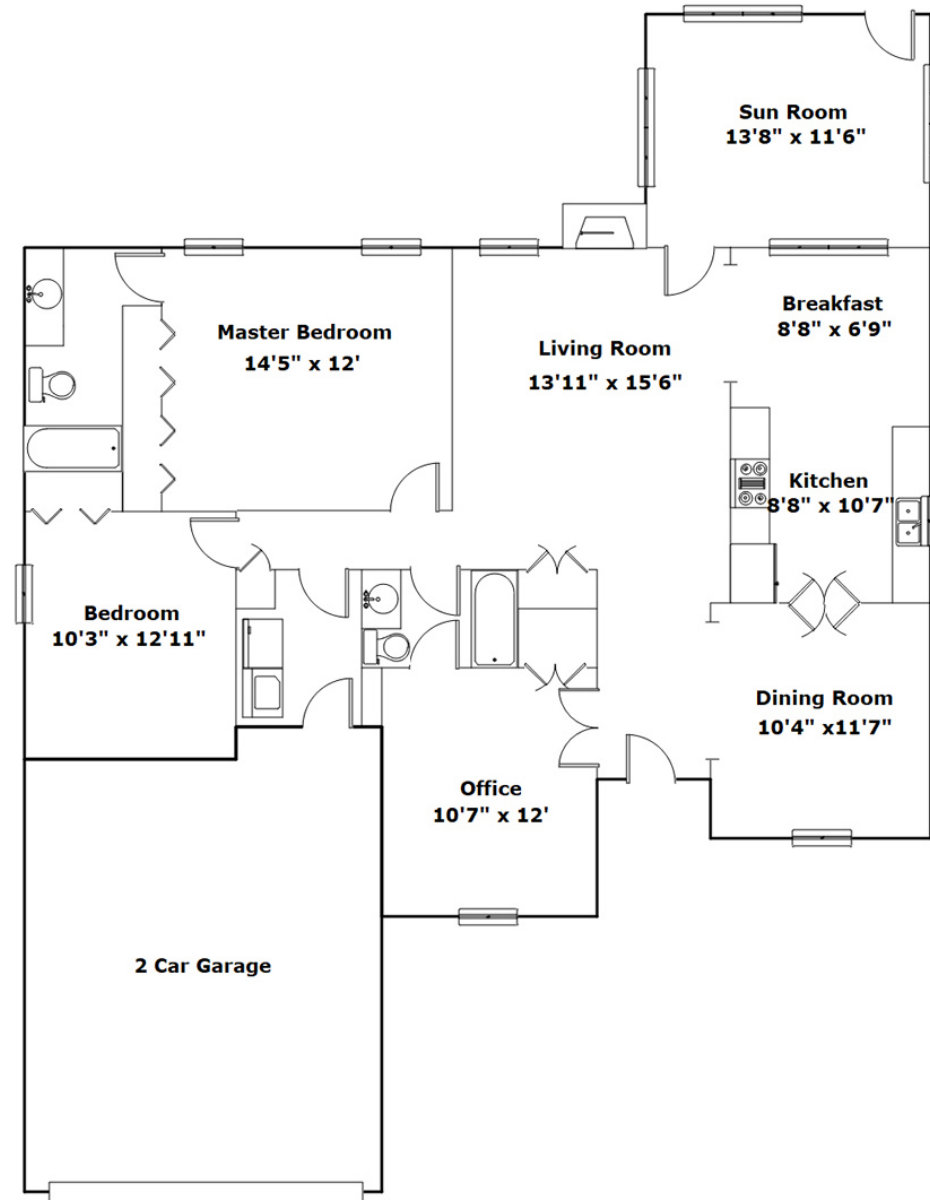 Sun Room
13'8" x 11'6"
Breakfast
8'8" x 6'9"
Master Bedroom
14'5" x 12'
Living Room
13'11" x 15'6"
Kitchen
8'8" x 10'7"
Bedroom
10'3" x 12'11"
Dining Room
10'4" x11'7"
Office
10'7" x 12'
2 Car Garage